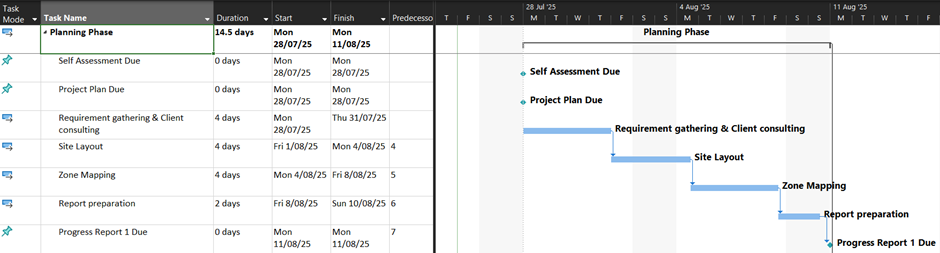 Task Mode Task Name Duration Start Finish Predecesso
28 Jul '25 4 Aug '25 11 Aug '25
T F S S M T W T F S S M T W T F S S M T W T F
Planning Phase 14.5 days Mon 28/07/25 Mon 11/08/25
Self Assessment Due 0 days Mon 28/07/25 Mon 28/07/25
Project Plan Due 0 days Mon 28/07/25 Mon 28/07/25
Requirement gathering & Client consulting 4 days Mon 28/07/25 Thu 31/07/25
Site Layout 4 days Fri 1/08/25 Mon 4/08/25 4
Zone Mapping 4 days Mon 4/08/25 Fri 8/08/25 5
Report preparation 2 days Fri 8/08/25 Sun 10/08/25 6
Progress Report 1 Due 0 days Mon 11/08/25 Mon 11/08/25 7
Planning Phase
Self Assessment Due
Project Plan Due
Requirement gathering & Client consulting
Site Layout
Zone Mapping
Report preparation
Progress Report 1 Due